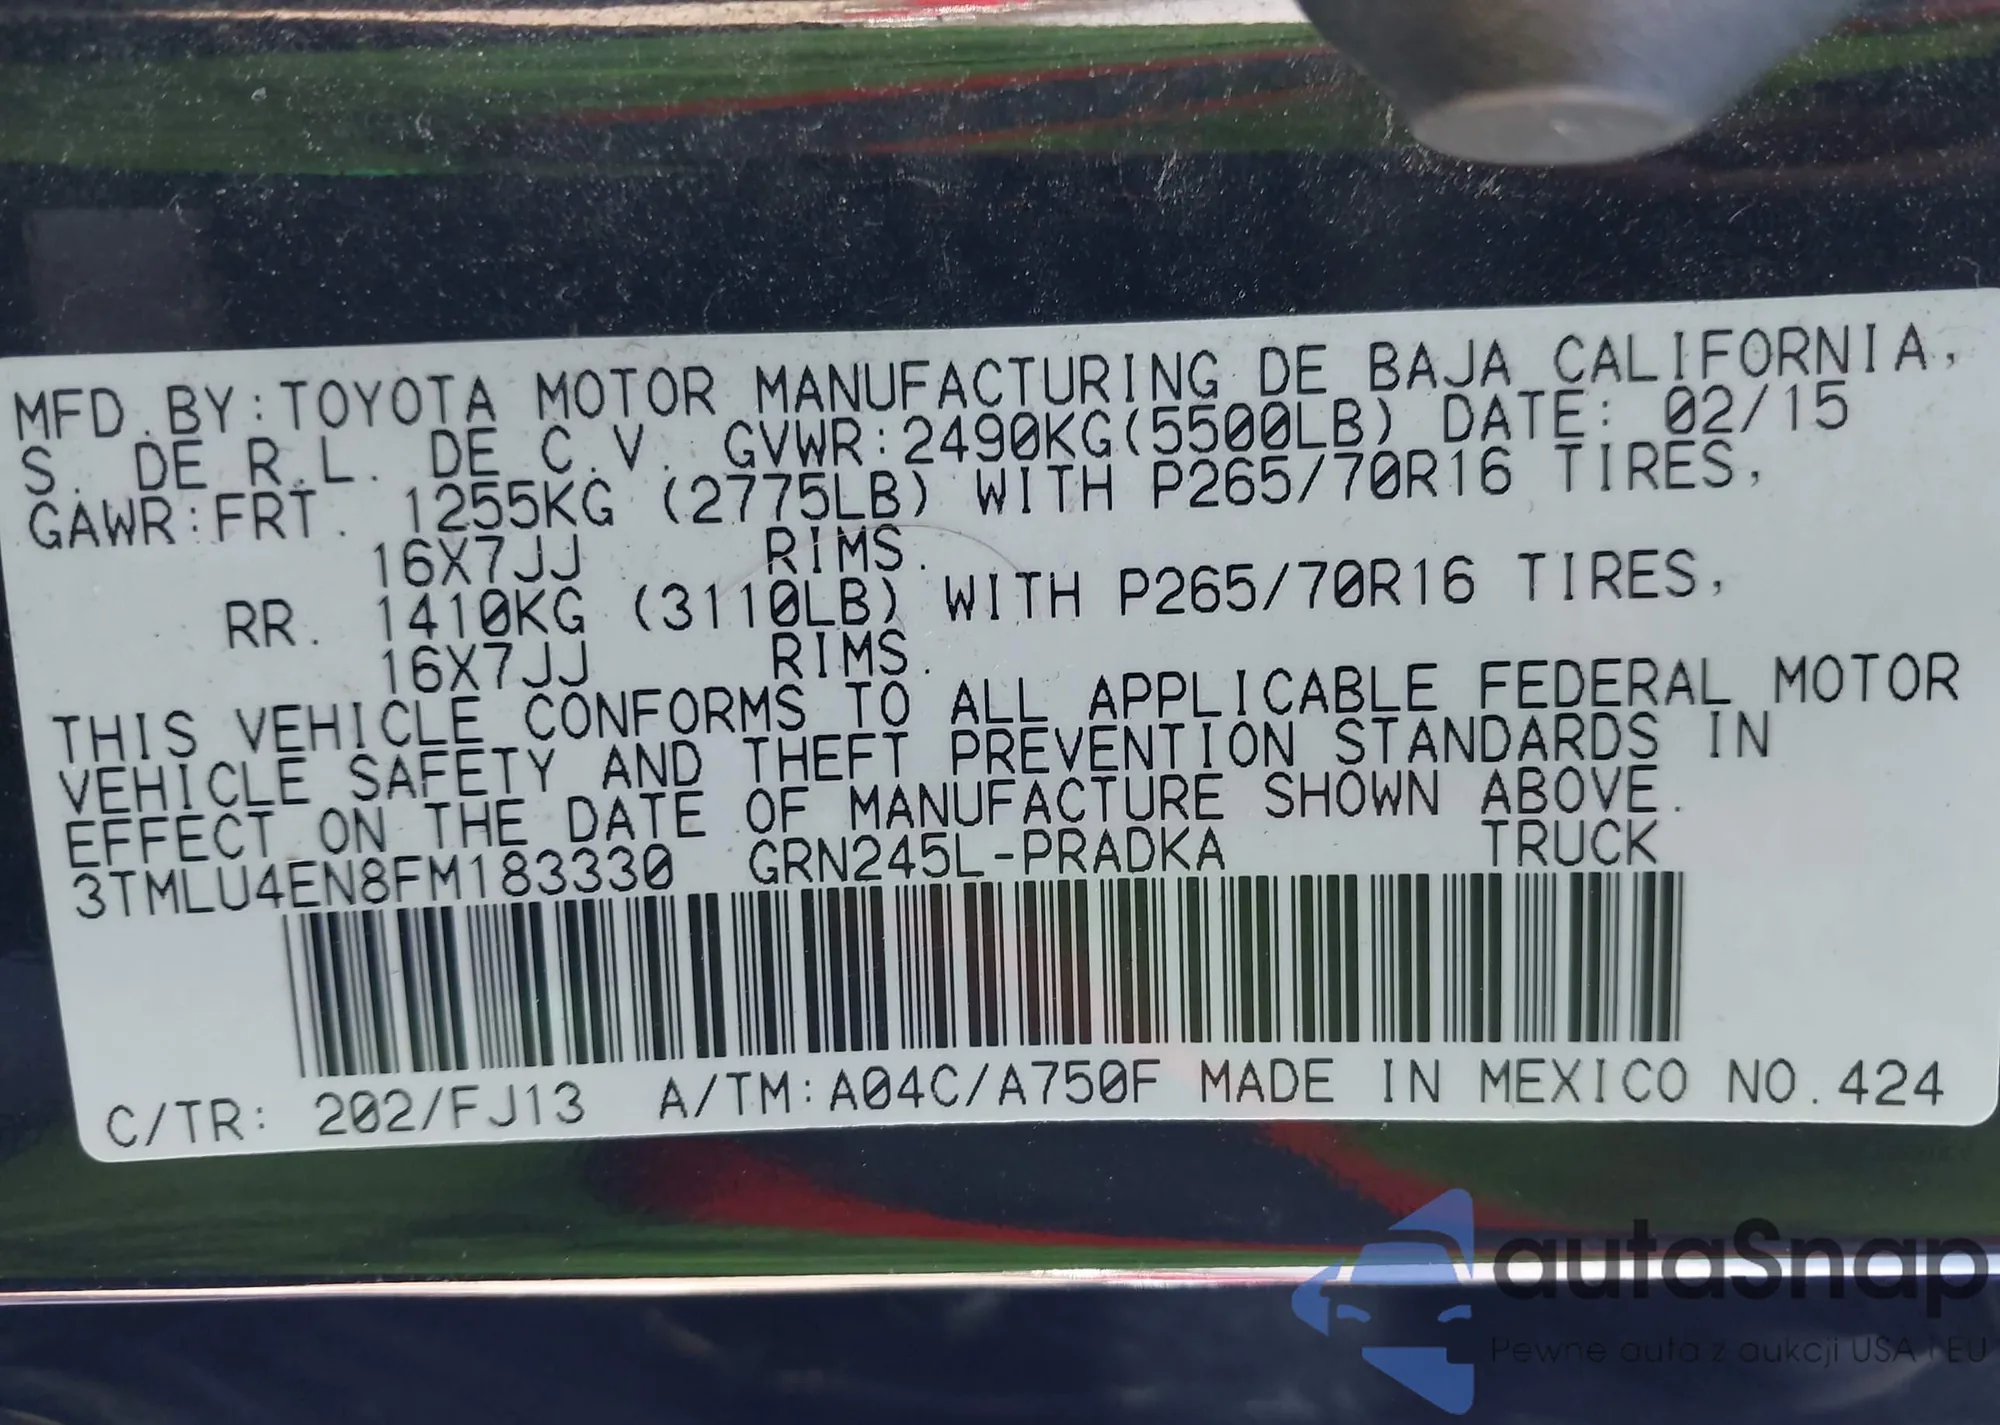 MFD.BY:TOYOTA MOTOR MANUFACTURING DE BAJA CALIFORNIA,
S. DE R.L. DE C.V. GVWR:2490KG(5500LB) DATE: 02/15
GAWR:FRT. 1255KG (2775LB) WITH P265/70R16 TIRES,
16X7JJ RIMS.
RR. 1410KG (3110LB) WITH P265/70R16 TIRES,
16X7JJ RIMS.
THIS VEHICLE CONFORMS TO ALL APPLICABLE FEDERAL MOTOR
VEHICLE SAFETY AND THEFT PREVENTION STANDARDS IN
EFFECT ON THE DATE OF MANUFACTURE SHOWN ABOVE.
3TMLU4EN8FM183330 GRN245L-PRADKA TRUCK
C/TR: 202/FJ13 A/TM:A04C/A750F MADE IN MEXICO NO.424
autaSnap
Pewne auta z aukcji USA i EU